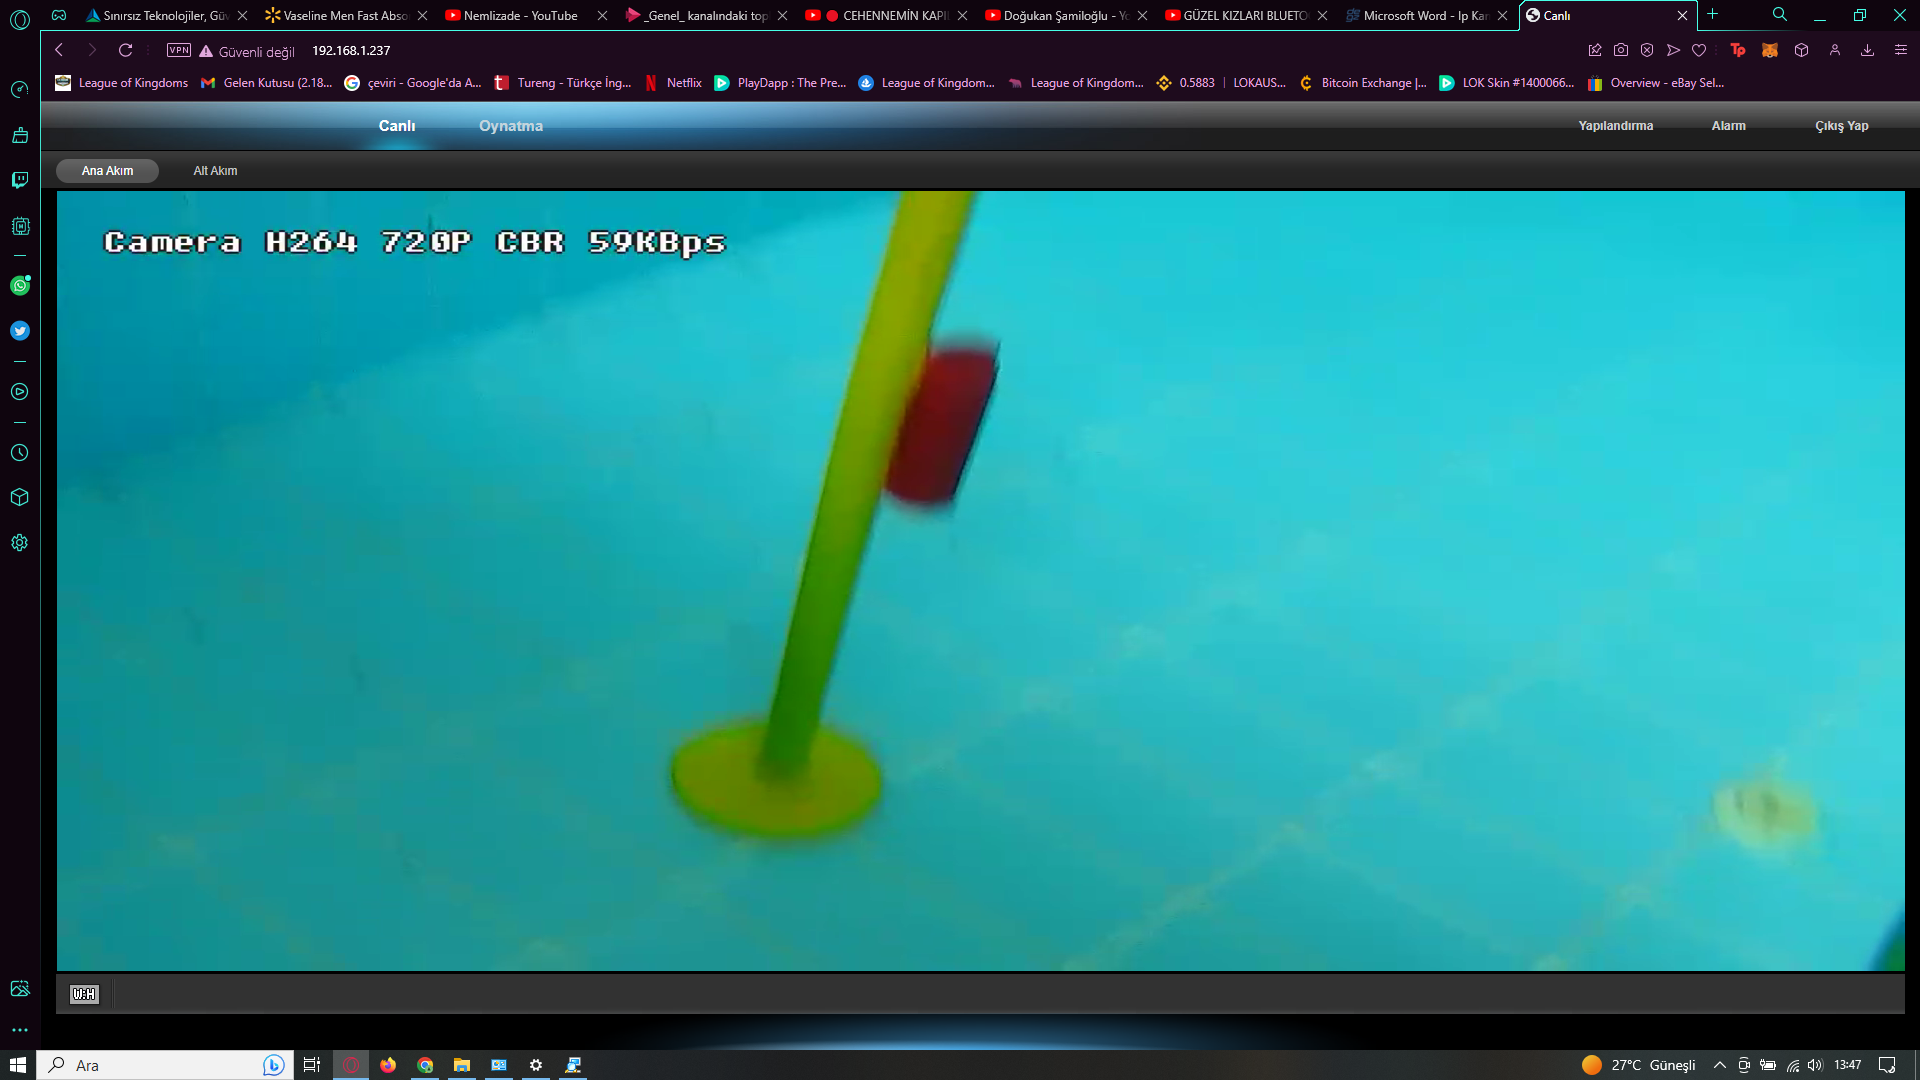 Sınırsız Teknolojiler, Güv
Vaseline Men Fast Abso
Nemlizade - YouTube
_Genel_ kanalındaki top
CEHENNEMİN KAPI
Doğukan Şamiloğlu - Yo
GÜZEL KIZLARI BLUETO
Microsoft Word - Ip Kam
Canlı
VPN
Güvenli değil
192.168.1.237
Tp
League of Kingdoms
Gelen Kutusu (2.18...
çeviri - Google'da A...
Tureng - Türkçe İng...
Netflix
PlayDapp : The Pre...
League of Kingdom...
League of Kingdom...
0.5883 | LOKAUS...
Bitcoin Exchange |...
LOK Skin #1400066...
Overview - eBay Sel...
Canlı
Oynatma
Yapılandırma
Alarm
Çıkış Yap
Ana Akım
Alt Akım
Camera H264 720P CBR 59KBps
W:H
Ara
27°C Güneşli
13:47